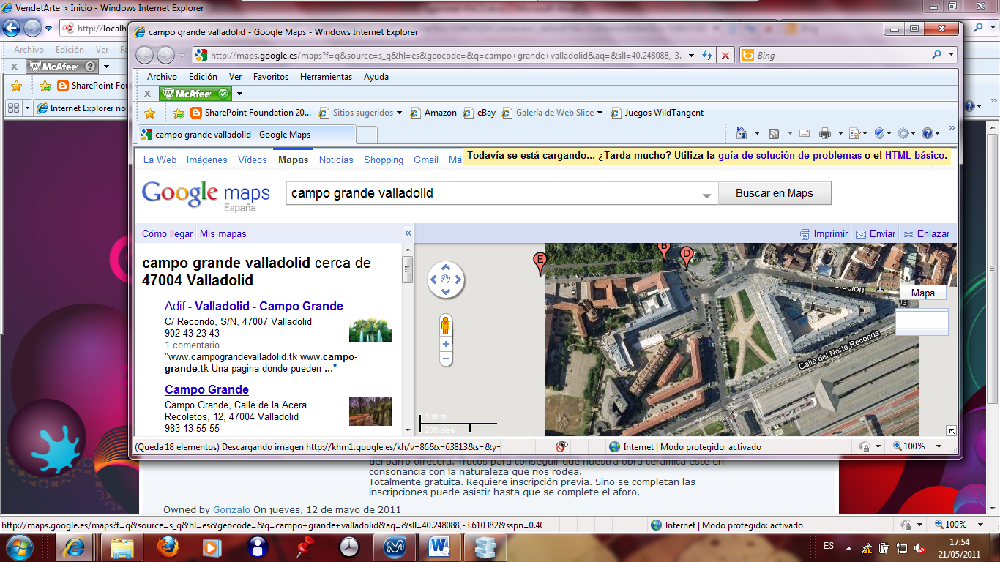 VendetArte > Inicio - Windows Internet Explorer
http://localh
Archivo Edición Ver Fa
McAfee
SharePoint Fou
Internet Explorer no
Bing
campo grande valladolid - Google Maps - Windows Internet Explorer
http://maps.google.es/maps?f=q&source=s_q&hl=es&geocode=&q=campo+grande+valladolid&aq=&sll=40.248088,-3.6
Bing
Archivo Edición Ver Favoritos Herramientas Ayuda
McAfee
SharePoint Foundation 20... Sitios sugeridos Amazon eBay Galería de Web Slice Juegos WildTangent
campo grande valladolid - Google Maps
La Web Imágenes Vídeos Mapas Noticias Shopping Gmail Más
Todavía se está cargando... ¿Tarda mucho? Utiliza la guía de solución de problemas o el HTML básico.
Google maps
España
campo grande valladolid
Buscar en Maps
Cómo llegar Mis mapas
Imprimir Enviar Enlazar
campo grande valladolid cerca de
47004 Valladolid
Adif - Valladolid - Campo Grande
C/ Recondo, S/N, 47007 Valladolid
902 43 23 43
1 comentario
"www.campograndevalladolid.tk www.campo-
grande.tk Una pagina donde pueden ..."
Campo Grande
Campo Grande, Calle de la Acera
Recoletos, 12, 47004 Valladolid
983 13 55 55
E
B
D
Mapa
13
Calle del Norte Reconda
100 m
200 pies
(Queda 18 elementos) Descargando imagen http://khm1.google.es/kh/v=86&x=63813&s=&y=
Internet | Modo protegido: activado
100%
del barro ofrecerá. Trucos para conseguir que nuestra obra cerámica esté en
consonancia con la naturaleza que nos rodea.
Totalmente gratuita. Requiere inscripción previa. Sino se completan las
inscripciones puede asistir hasta que se complete el aforo.
Owned by Gonzalo On jueves, 12 de mayo de 2011
http://maps.google.es/maps?f=q&source=s_q&hl=es&geocode=&q=campo+grande+valladolid&aq=&sll=40.248088,-3.610382&sspn=0.40
Internet | Modo protegido: activado
100%
ES
17:54
21/05/2011